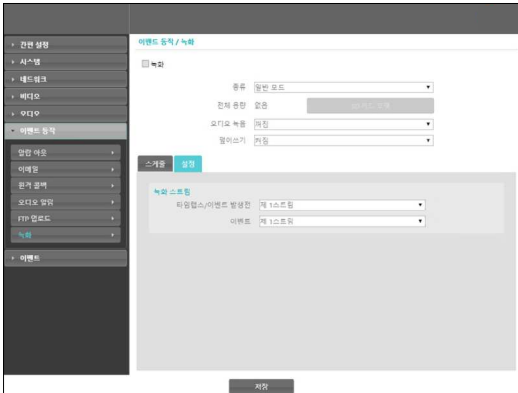 간편 설정
시스템
네트워크
비디오
오디오
이벤트 동작
알람 아웃
이메일
원거 콜버
오디오 알람
FTP 업로드
녹화
이벤트
이벤트 동작 / 녹화
녹화
종류 일반 모드
전체 용량 없음
오디오 녹음 꺼짐
덮어쓰기 켜짐
스케줄 설정
녹화 스트림
타임랩스/이벤트 발생전 제 1스트림
이벤트 제 1스트림
저장